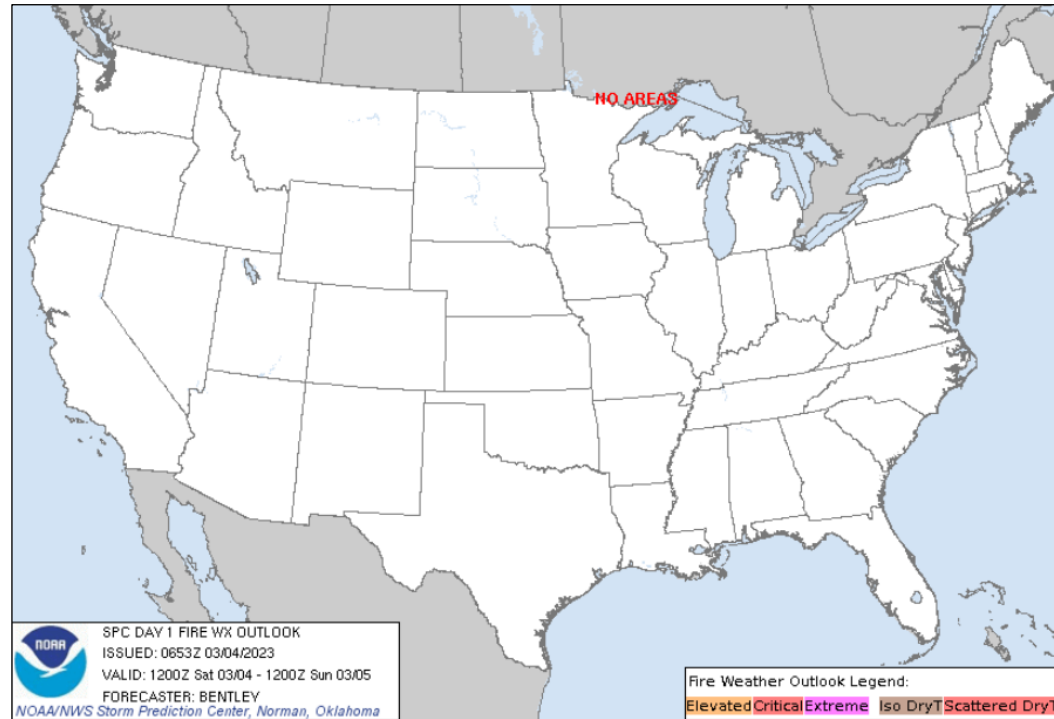 NO AREAS
NOAA
SPC DAY 1 FIRE WX OUTLOOK
ISSUED: 0653Z 03/04/2023
VALID: 1200Z Sat 03/04 - 1200Z Sun 03/05
FORECASTER: BENTLEY
NOAA/NWS Storm Prediction Center, Norman, Oklahoma
Fire Weather Outlook Legend:
Elevated Critical Extreme Iso DryT Scattered DryT